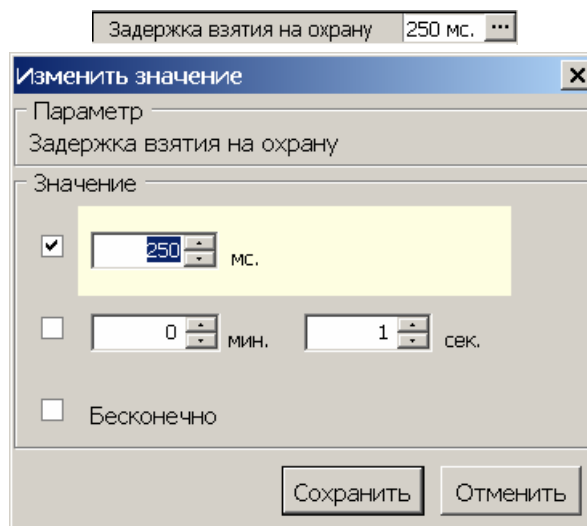 Задержка взятия на охрану 250 мс. ...
Изменить значение
Параметр
Задержка взятия на охрану
Значение
250 мс.
0 мин. 1 сек.
Бесконечно
Сохранить Отменить